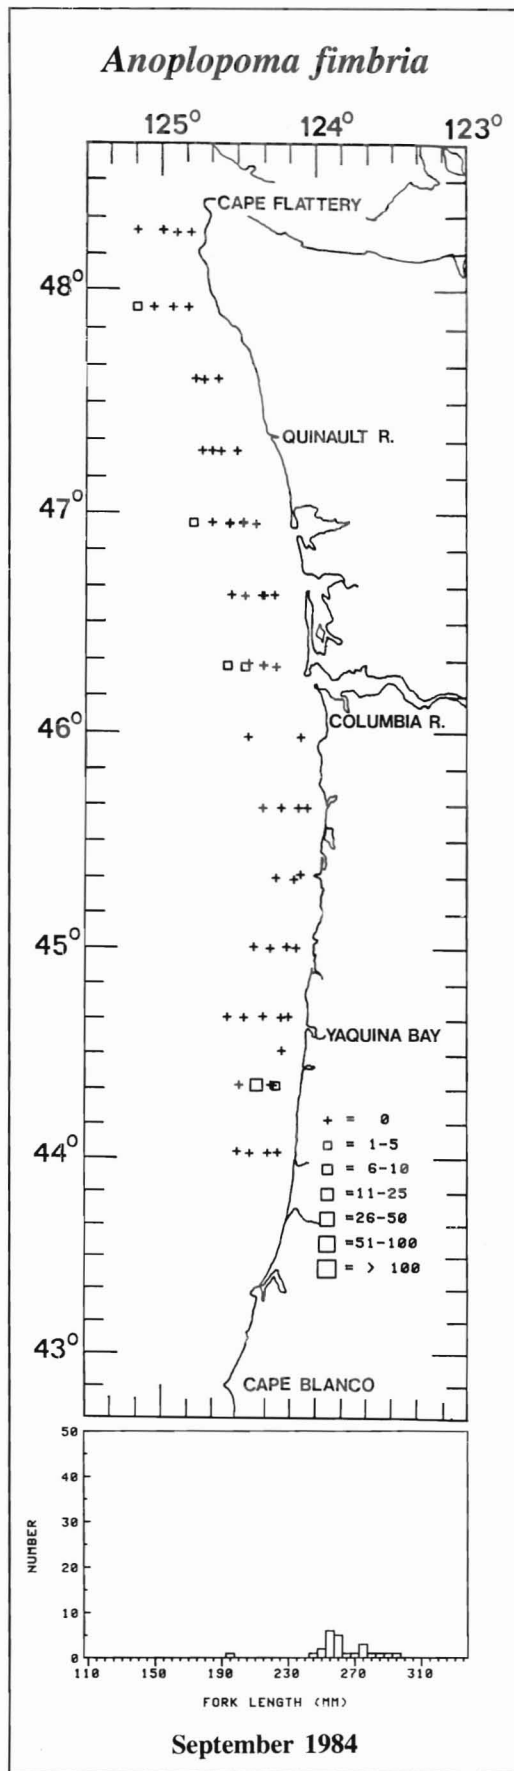 Anoplopoma fimbria
125° 124° 123°
CAPE FLATTERY
48°
QUINAULT R.
47°
46°
COLUMBIA R.
45°
YAQUINA BAY
+ = 0
□ = 1-5
44°
□ = 6-10
□ =11-25
□ =26-50
□ =51-100
□ = > 100
43°
CAPE BLANCO
50
40
30
20
10
0
NUMBER
110 150 190 230 270 310
FORK LENGTH (MM)
September 1984